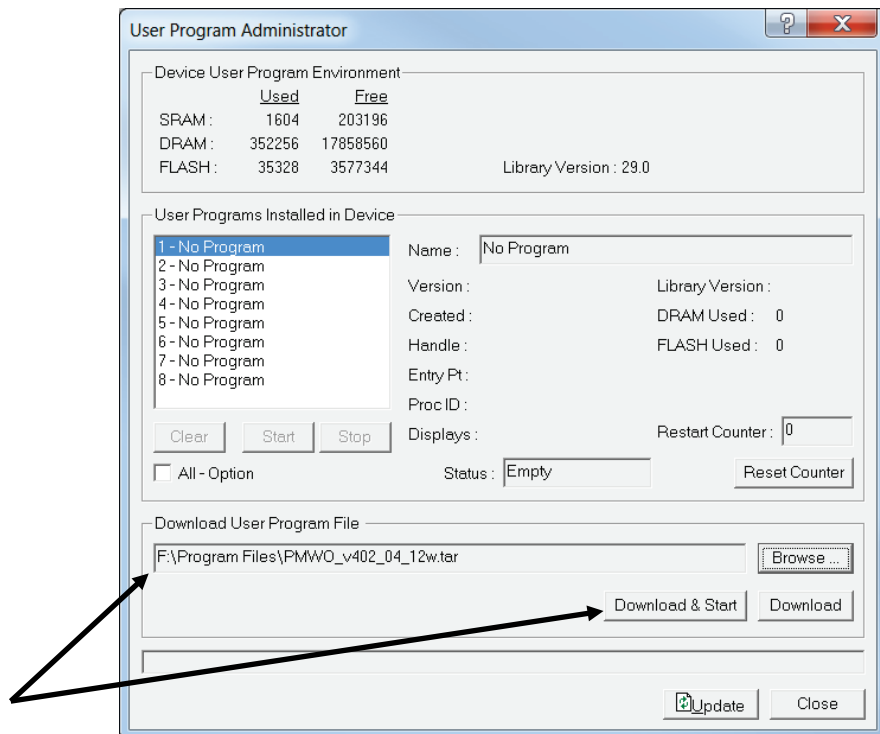 User Program Administrator
Device User Program Environment
Used Free
SRAM : 1604 203196
DRAM : 352256 17858560
FLASH : 35328 3577344 Library Version : 29.0
User Programs Installed in Device
1 - No Program
2 - No Program
3 - No Program
4 - No Program
5 - No Program
6 - No Program
7 - No Program
8 - No Program
Name : No Program
Version : Library Version :
Created : DRAM Used : 0
Handle : FLASH Used : 0
Entry Pt :
Proc ID :
Clear Start Stop
Displays : Restart Counter : 0
All - Option
Status : Empty Reset Counter
Download User Program File
F:\Program Files\PMWO_v402_04_12w.tar Browse ...
Download & Start Download
Update Close